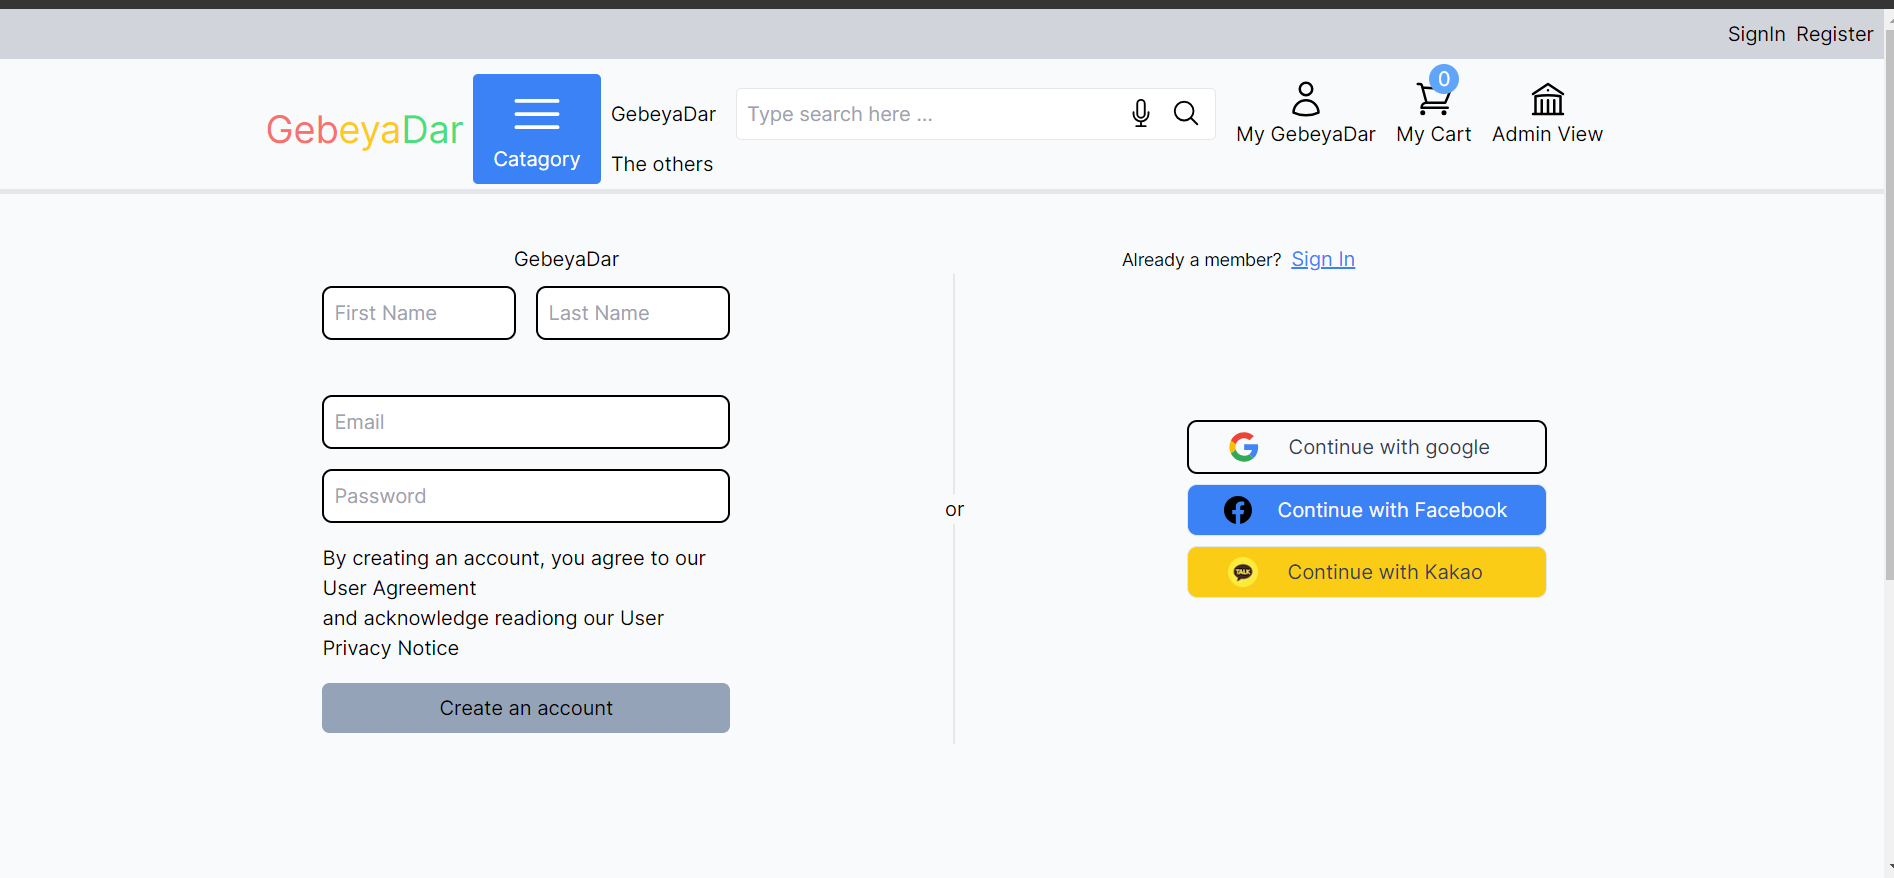 SignIn Register
GebeyaDar
Catagory
GebeyaDar
The others
Type search here ...
My GebeyaDar
0
My Cart
Admin View
GebeyaDar
First Name
Last Name
Email
Password
By creating an account, you agree to our
User Agreement
and acknowledge readiong our User
Privacy Notice
Create an account
or
Already a member? Sign In
Continue with google
Continue with Facebook
TALK
Continue with Kakao